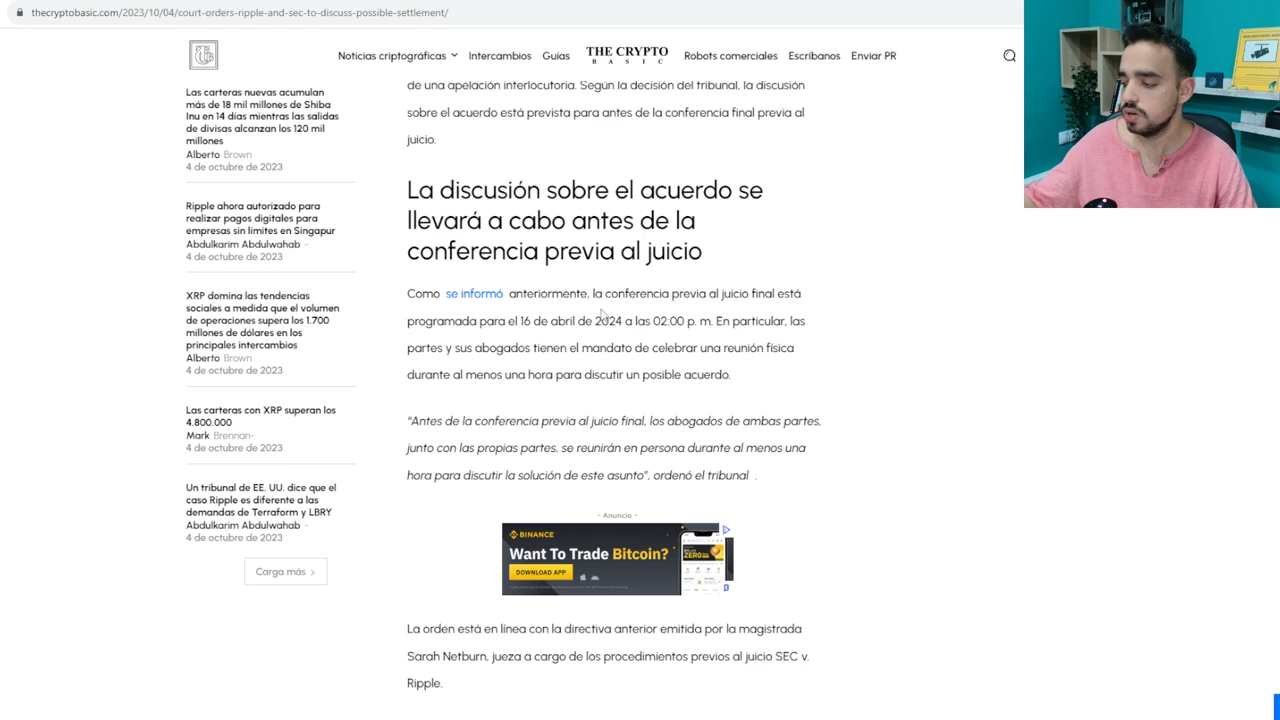 thecryptobasic.com/2023/10/04/court-orders-ripple-and-sec-to-discuss-possible-settlement/
Noticias criptográficas
Intercambios
Guías
THE CRYPTO
BASIC
Robots comerciales
Escríbanos
Enviar PR
Las carteras nuevas acumulan
más de 18 mil millones de Shiba
Inu en 14 días mientras las salidas
de divisas alcanzan los 120 mil
millones
Alberto Brown
4 de octubre de 2023
Ripple ahora autorizado para
realizar pagos digitales para
empresas sin límites en Singapur
Abdulkarim Abdulwahab -
4 de octubre de 2023
XRP domina las tendencias
sociales a medida que el volumen
de operaciones supera los 1.700
millones de dólares en los
principales intercambios
Alberto Brown
4 de octubre de 2023
Las carteras con XRP superan los
4.800.000
Mark Brennan-
4 de octubre de 2023
Un tribunal de EE. UU. dice que el
caso Ripple es diferente a las
demandas de Terraform y LBRY
Abdulkarim Abdulwahab -
4 de octubre de 2023
Carga más
de una apelación interlocutoria. Según la decisión del tribunal, la discusión
sobre el acuerdo está prevista para antes de la conferencia final previa al
juicio.
La discusión sobre el acuerdo se
llevará a cabo antes de la
conferencia previa al juicio
Como se informó anteriormente, la conferencia previa al juicio final está
programada para el 16 de abril de 2024 a las 02:00 p. m. En particular, las
partes y sus abogados tienen el mandato de celebrar una reunión física
durante al menos una hora para discutir un posible acuerdo.
“Antes de la conferencia previa al juicio final, los abogados de ambas partes,
junto con las propias partes, se reunirán en persona durante al menos una
hora para discutir la solución de este asunto”, ordenó el tribunal .
- Anuncio -
BINANCE
Want To Trade Bitcoin?
DOWNLOAD APP
La orden está en línea con la directiva anterior emitida por la magistrada
Sarah Netburn, jueza a cargo de los procedimientos previos al juicio SEC v.
Ripple.